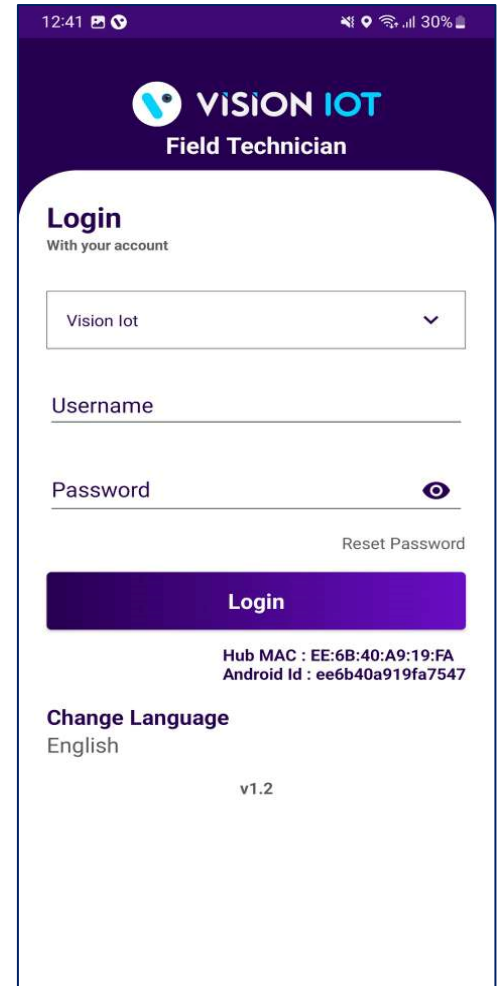 12:41 30%
VISION IOT
Field Technician
Login
With your account
Vision Iot
Username
Password
Reset Password
Login
Hub MAC : EE:6B:40:A9:19:FA
Android Id : ee6b40a919fa7547
Change Language
English
v1.2